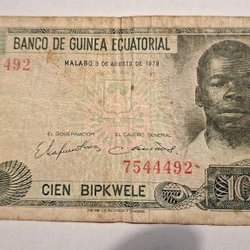 BANCO DE GUINEA ECUATORIAL
492
MALABO 3 DE AGOSTO DE 1979
EL GOBERNADOR
EL CAJERO GENERAL
7544492
CIEN BIPKWELE
10